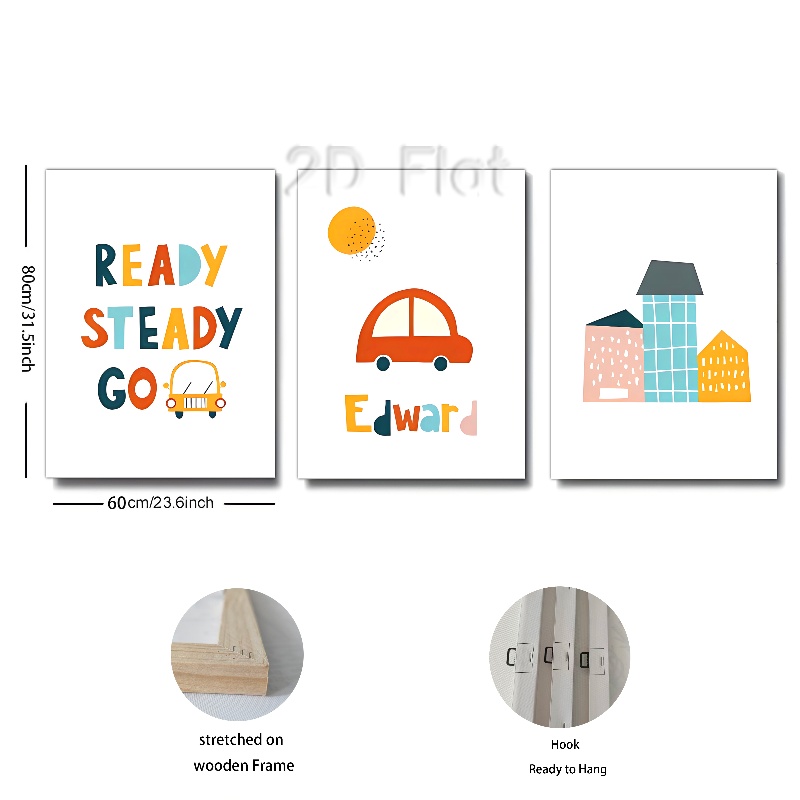 2D Flat
READY
STEADY
GO
Edward
80cm/31.5inch
60cm/23.6inch
stretched on
wooden Frame
Hook
Ready to Hang